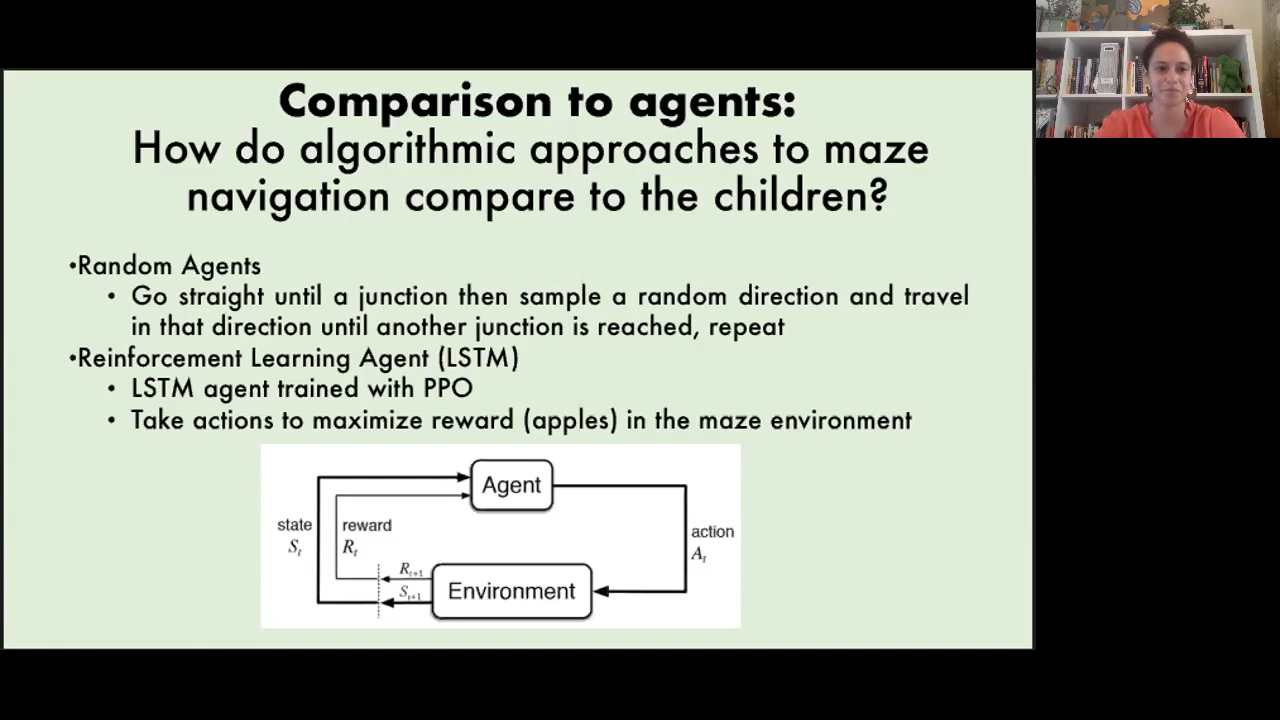 Comparison to agents:
How do algorithmic approaches to maze
navigation compare to the children?
•Random Agents
• Go straight until a junction then sample a random direction and travel
in that direction until another junction is reached, repeat
•Reinforcement Learning Agent (LSTM)
• LSTM agent trained with PPO
• Take actions to maximize reward (apples) in the maze environment
Agent
state
S_t
reward
R_t
action
A_t
R_{t+1}
S_{t+1}
Environment